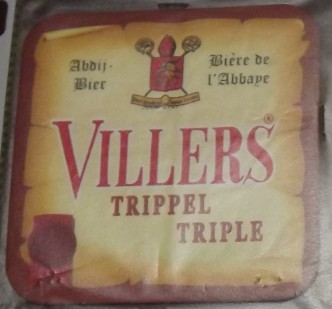 Abdij-
Bier
Bière de
l'Abbaye
VILLERS®
TRIPPEL
TRIPLE